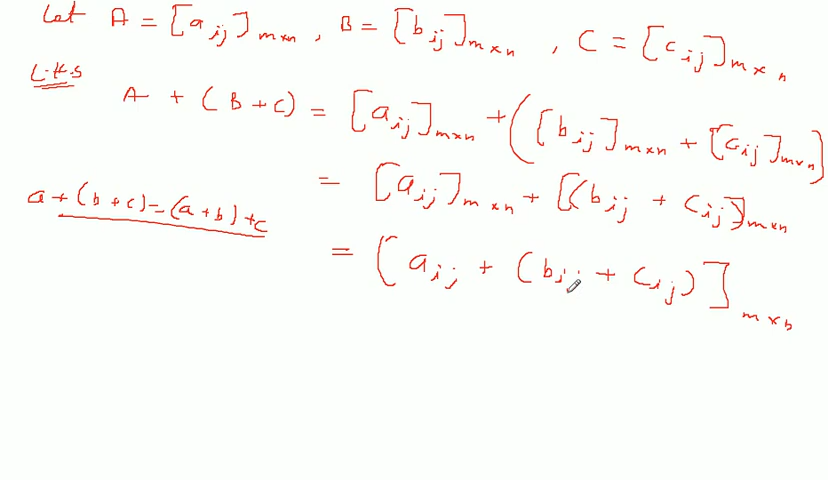 Let A = [a_ij]_m×n , B = [b_ij]_m×n , C = [c_ij]_m×n
L.H.S
A + (B+C) = [a_ij]_m×n + ([b_ij]_m×n + [c_ij]_m×n)
= [a_ij]_m×n + [(b_ij + c_ij)]_m×n
a+(b+c)=(a+b)+c
= [a_ij + (b_ij + c_ij)]_m×n